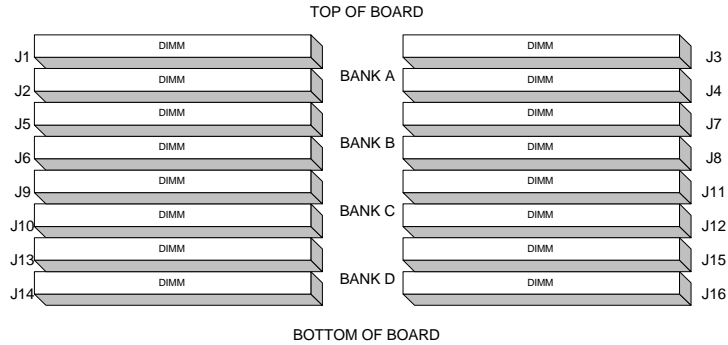 TOP OF BOARD
DIMM DIMM
J1 J3
BANK A
DIMM DIMM
J2 J4
DIMM DIMM
J5 J7
BANK B
DIMM DIMM
J6 J8
DIMM DIMM
J9 J11
BANK C
DIMM DIMM
J10 J12
DIMM DIMM
J13 J15
BANK D
DIMM DIMM
J14 J16
BOTTOM OF BOARD